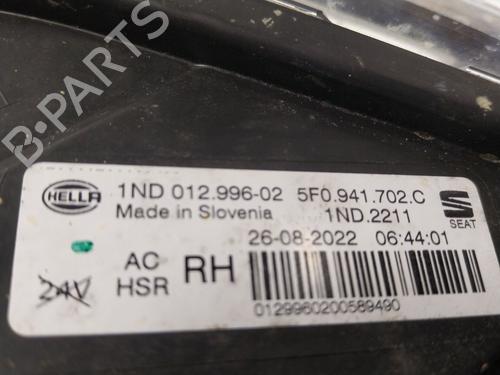 B-PARTS
HELLA
1ND 012.996-02 5F0.941.702.C
Made in Slovenia 1ND.2211
SEAT
26-08-2022 06:44:01
24V
AC
HSR
RH
0129960200589490